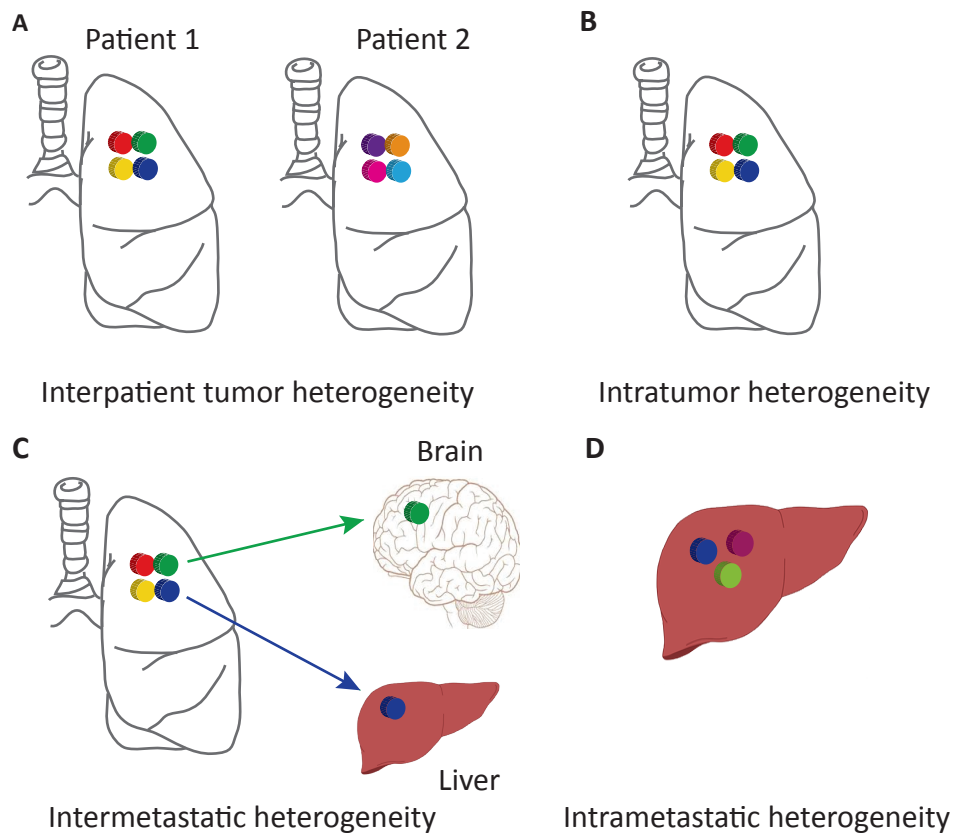 A
Patient 1
Patient 2
B
Interpatient tumor heterogeneity
Intratumor heterogeneity
C
Brain
D
Liver
Intermetastatic heterogeneity
Intrametastatic heterogeneity